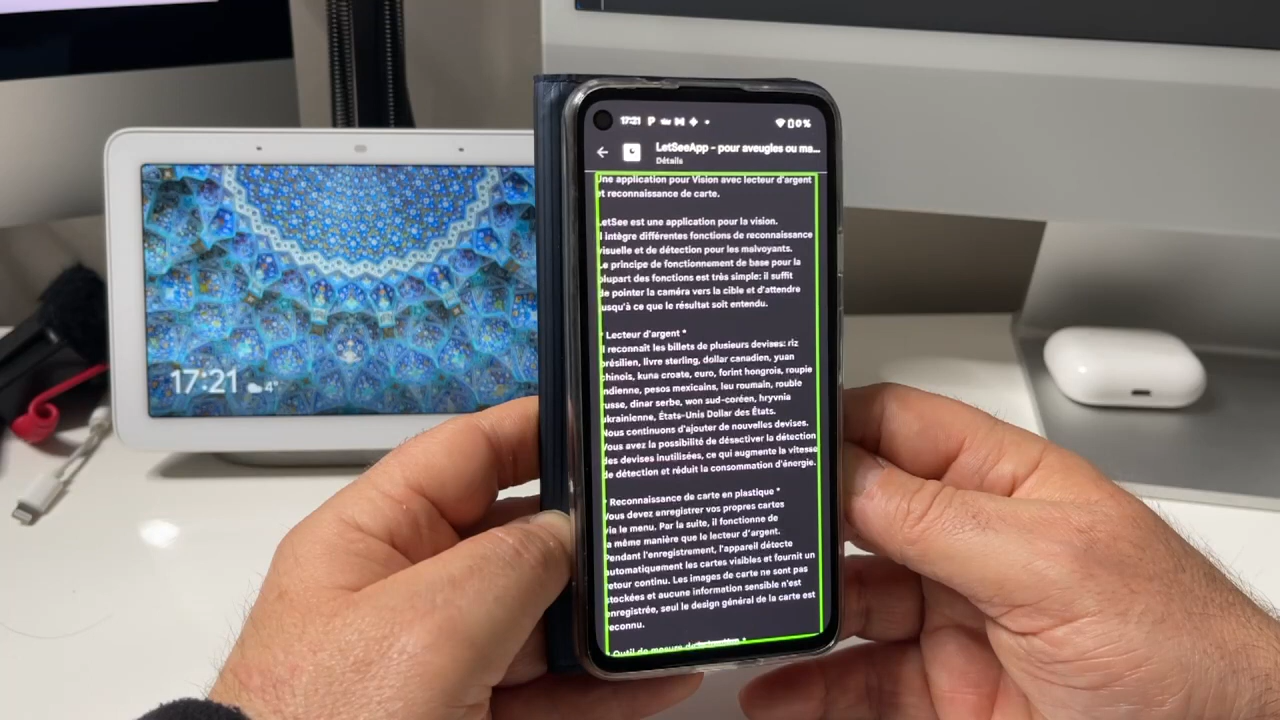 17:21
LetSeeApp - pour aveugles ou ma...
Détails
Une application pour Vision avec lecteur d'argent
et reconnaissance de carte.
LetSee est une application pour la vision.
Il intègre différentes fonctions de reconnaissance
visuelle et de détection pour les malvoyants.
Le principe de fonctionnement de base pour la
plupart des fonctions est très simple: il suffit
de pointer la caméra vers la cible et d'attendre
jusqu'à ce que le résultat soit entendu.
* Lecteur d'argent *
Il reconnaît les billets de plusieurs devises: riz
brésilien, livre sterling, dollar canadien, yuan
chinois, kuna croate, euro, forint hongrois, roupie
indienne, pesos mexicains, leu roumain, rouble
russe, dinar serbe, won sud-coréen, hryvnia
ukrainienne, États-Unis Dollar des États.
Nous continuons d'ajouter de nouvelles devises.
Vous avez la possibilité de désactiver la détection
des devises inutilisées, ce qui augmente la vitesse
de détection et réduit la consommation d'énergie.
* Reconnaissance de carte en plastique *
Vous devez enregistrer vos propres cartes
via le menu. Par la suite, il fonctionne de
la même manière que le lecteur d'argent.
Pendant l'enregistrement, l'appareil détecte
automatiquement les cartes visibles et fournit un
retour continu. Les images de carte ne sont pas
stockées et aucune information sensible n'est
enregistrée, seul le design général de la carte est
reconnu.
* Outil de mesure de
17:21 4°